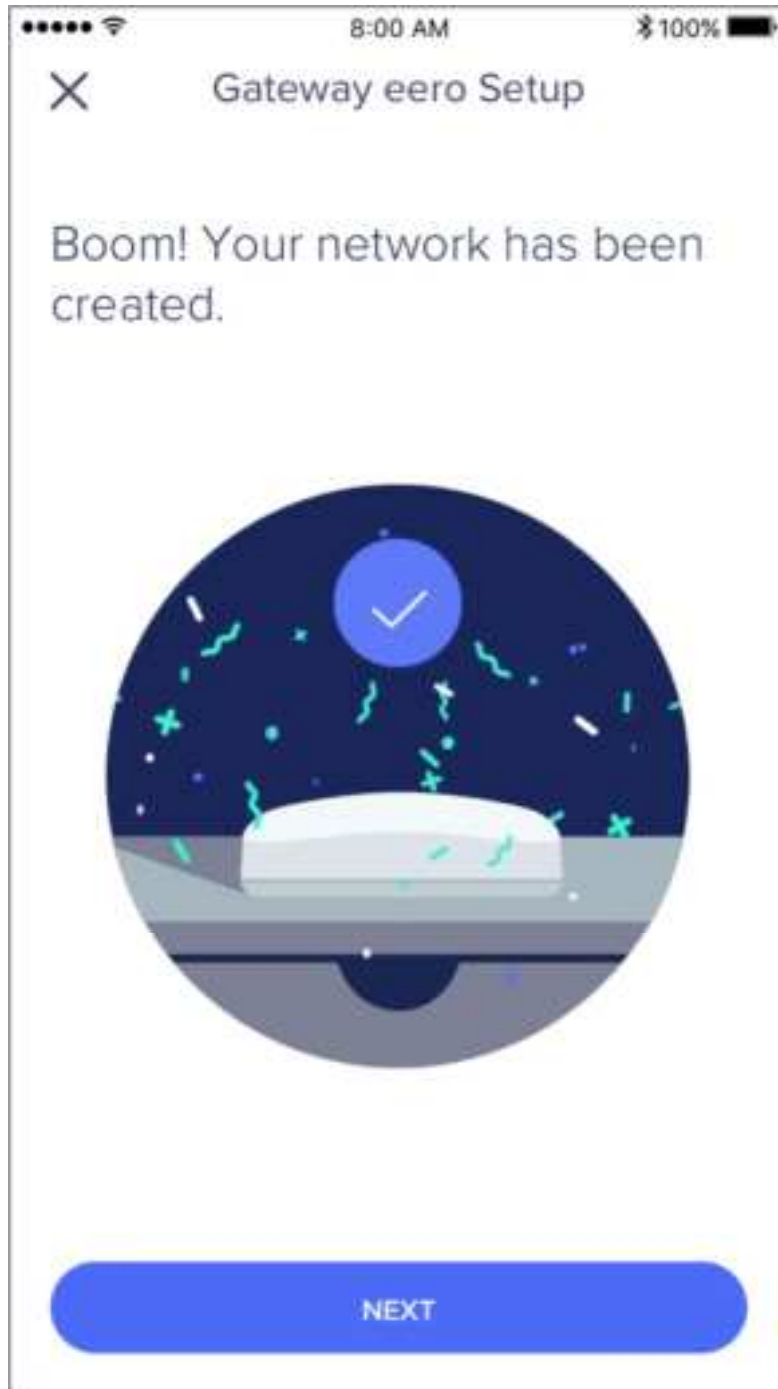 8:00 AM
100%
Gateway eero Setup
Boom! Your network has been
created.
NEXT